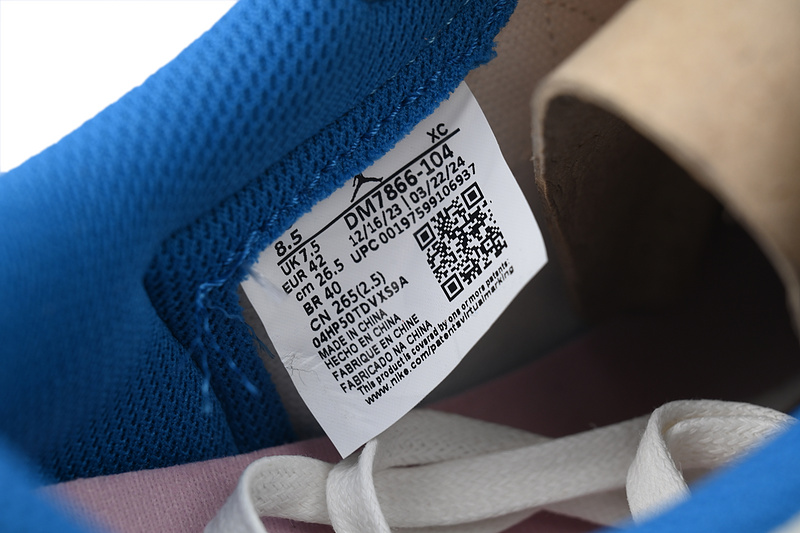 XC
8.5 DM7866-104
UK 7.5 12/16/23 | 03/22/24
EUR 42 UPC 00197599106937
cm 26.5
BR 40
CN 265(2.5)
04HP50TDVXS9A
MADE IN CHINA
HECHO EN CHINA
FABRIQUE EN CHINE
FABRICADO NA CHINA
This product is covered by one or more patents:
www.nike.com/patentsvirtualmarking